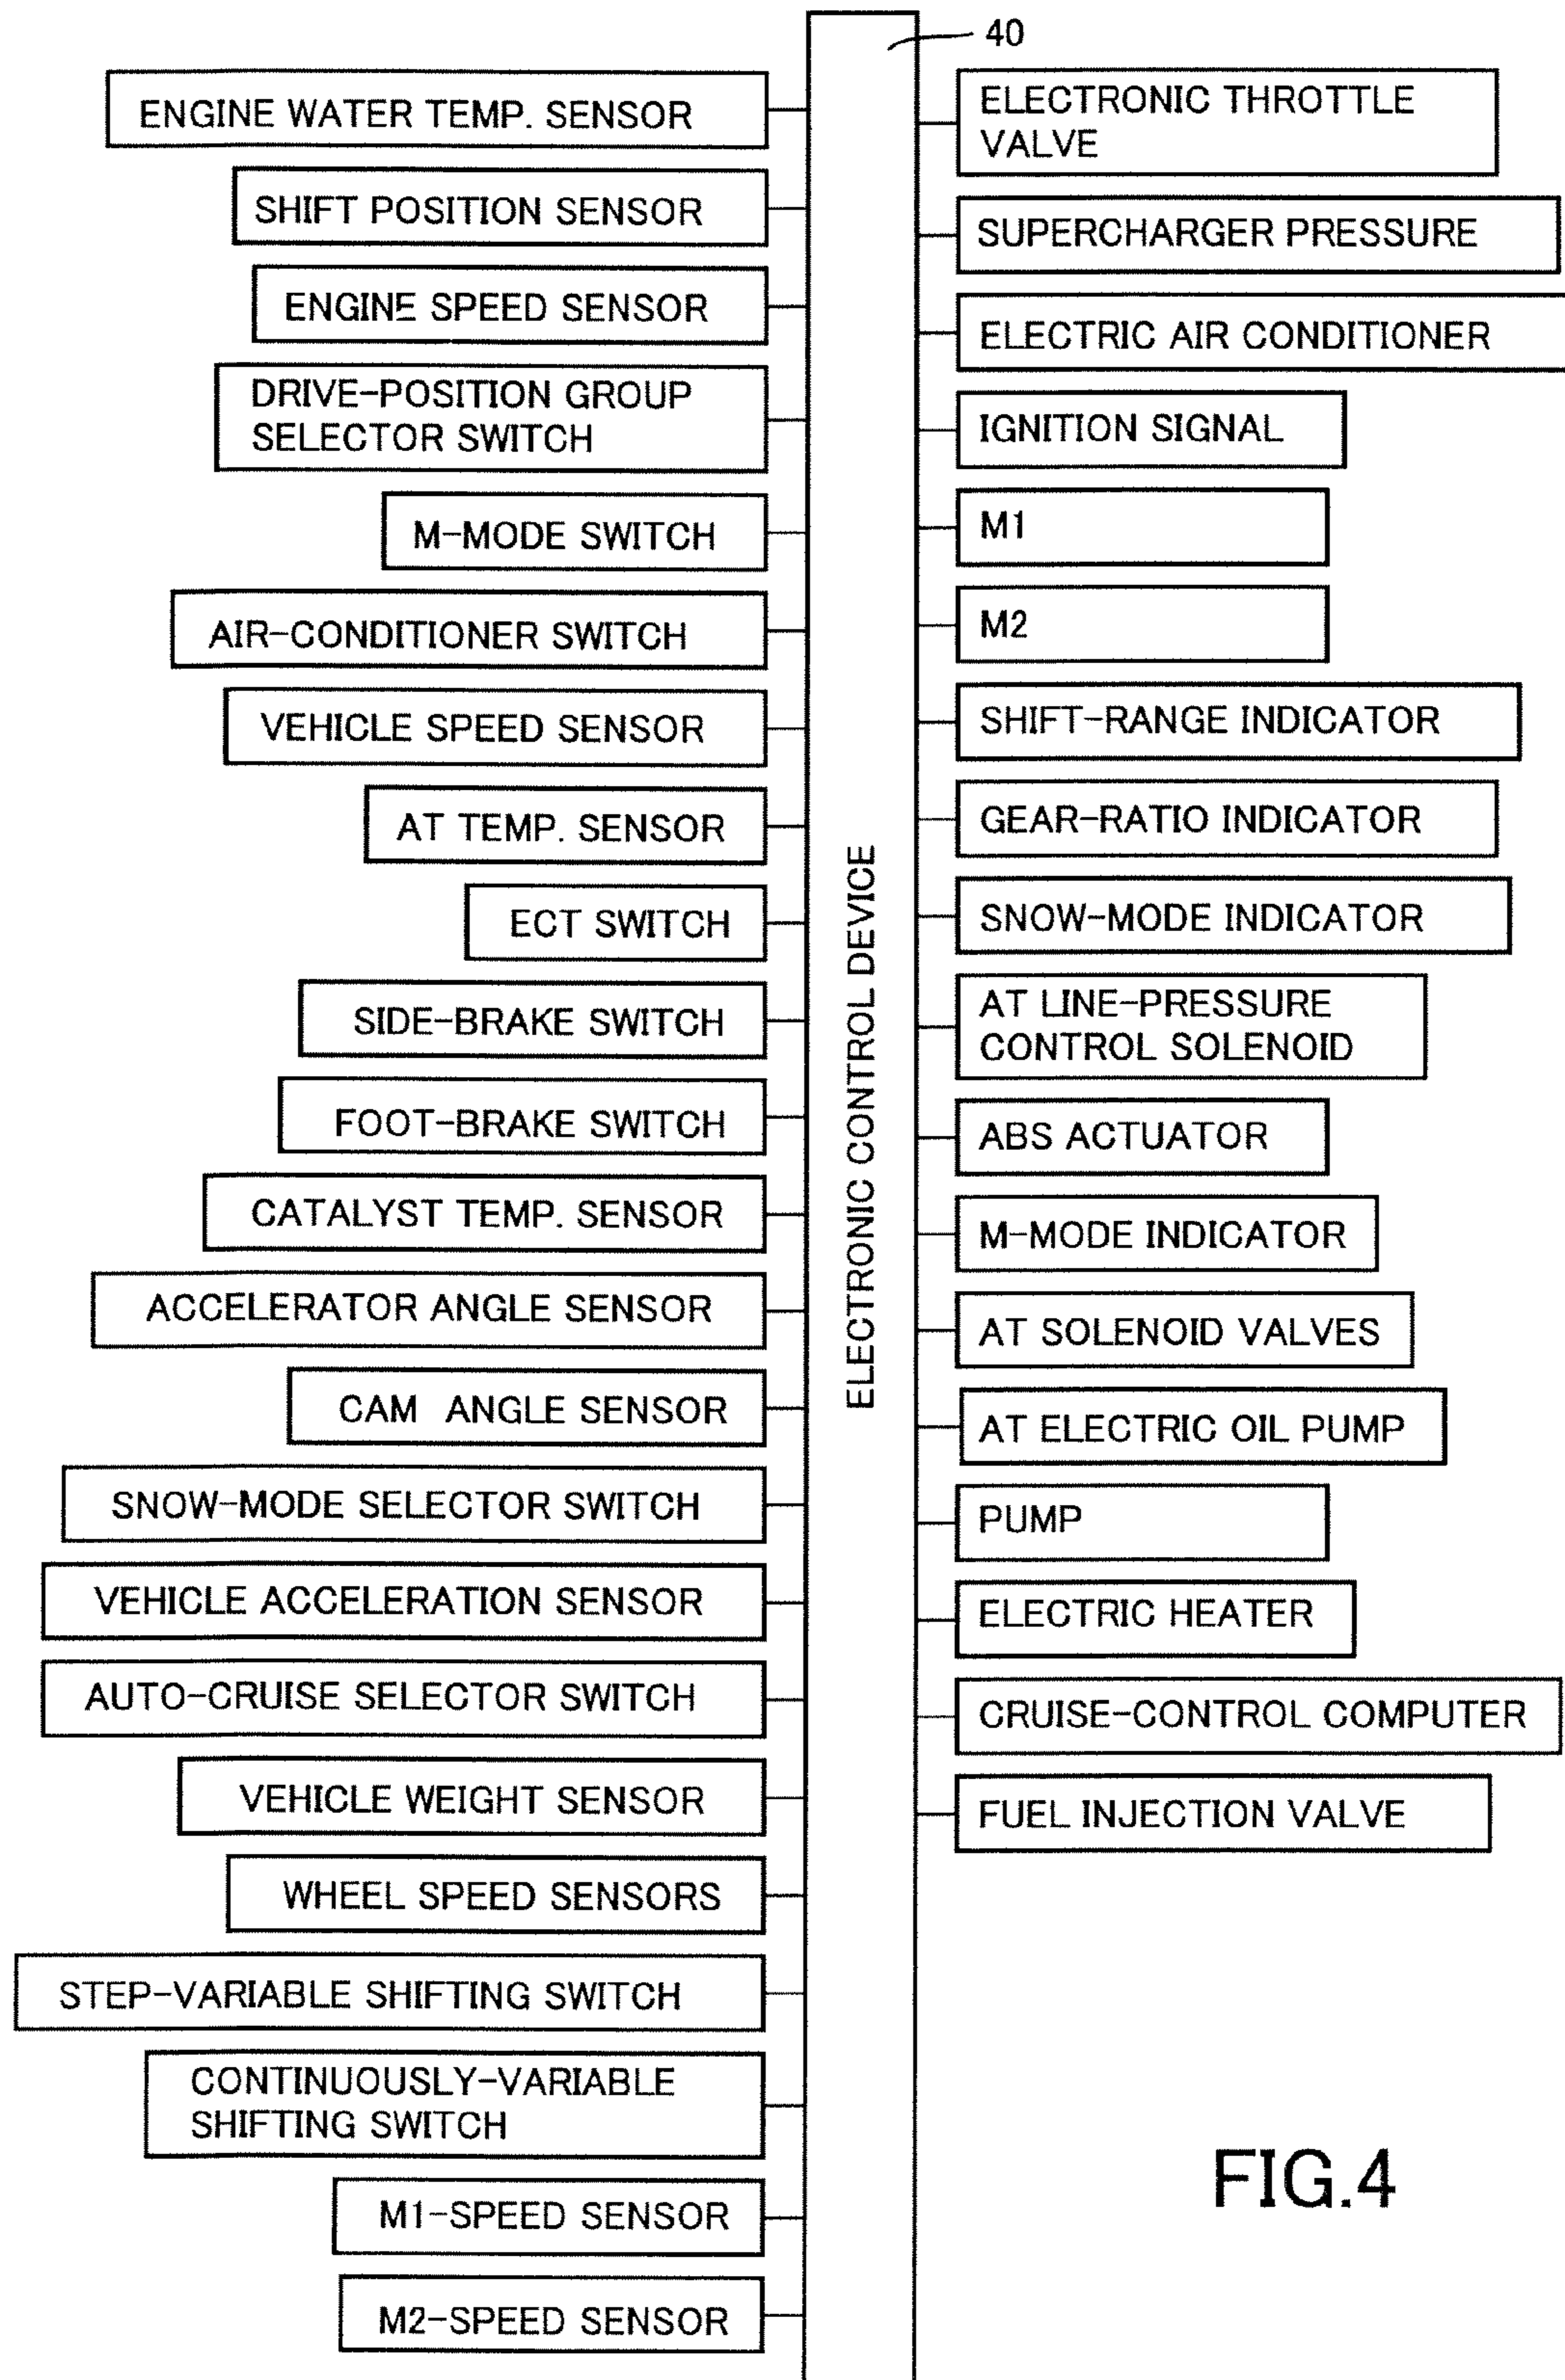 40
ENGINE WATER TEMP. SENSOR
SHIFT POSITION SENSOR
ENGINE SPEED SENSOR
DRIVE-POSITION GROUP
SELECTOR SWITCH
M-MODE SWITCH
AIR-CONDITIONER SWITCH
VEHICLE SPEED SENSOR
AT TEMP. SENSOR
ECT SWITCH
SIDE-BRAKE SWITCH
FOOT-BRAKE SWITCH
CATALYST TEMP. SENSOR
ACCELERATOR ANGLE SENSOR
CAM ANGLE SENSOR
SNOW-MODE SELECTOR SWITCH
VEHICLE ACCELERATION SENSOR
AUTO-CRUISE SELECTOR SWITCH
VEHICLE WEIGHT SENSOR
WHEEL SPEED SENSORS
STEP-VARIABLE SHIFTING SWITCH
CONTINUOUSLY-VARIABLE
SHIFTING SWITCH
M1-SPEED SENSOR
M2-SPEED SENSOR
ELECTRONIC CONTROL DEVICE
ELECTRONIC THROTTLE
VALVE
SUPERCHARGER PRESSURE
ELECTRIC AIR CONDITIONER
IGNITION SIGNAL
M1
M2
SHIFT-RANGE INDICATOR
GEAR-RATIO INDICATOR
SNOW-MODE INDICATOR
AT LINE-PRESSURE
CONTROL SOLENOID
ABS ACTUATOR
M-MODE INDICATOR
AT SOLENOID VALVES
AT ELECTRIC OIL PUMP
PUMP
ELECTRIC HEATER
CRUISE-CONTROL COMPUTER
FUEL INJECTION VALVE
FIG.4